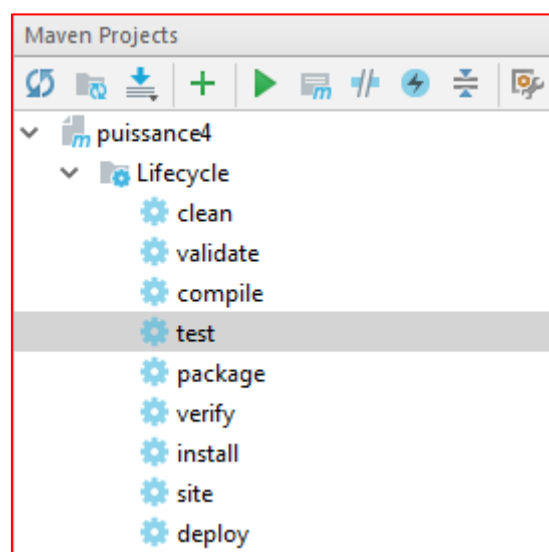 Maven Projects
puissance4
Lifecycle
clean
validate
compile
test
package
verify
install
site
deploy